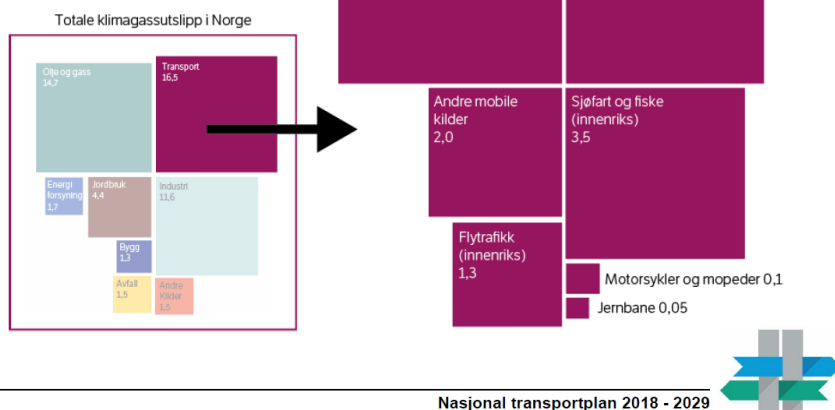 Totale klimagassutslipp i Norge
Olje og gass
14,7
Transport
16,5
Energi
forsyning
1,7
Jordbruk
4,4
Industri
11,6
Bygg
1,3
Avfall
1,5
Andre
Kilder
1,5
Andre mobile
kilder
2,0
Sjøfart og fiske
(innenriks)
3,5
Flytrafikk
(innenriks)
1,3
Motorsykler og mopeder 0,1
Jernbane 0,05
Nasjonal transportplan 2018 - 2029